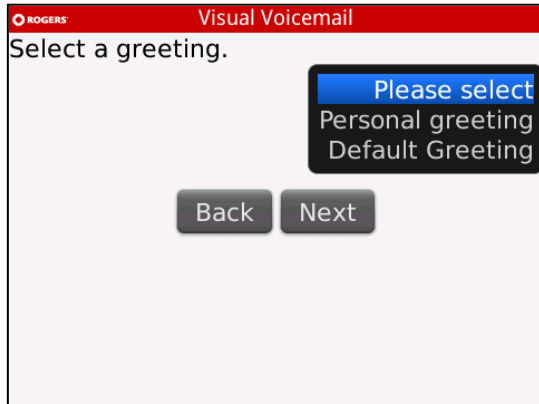 ROGERS Visual Voicemail
Select a greeting.
Please select
Personal greeting
Default Greeting
Back Next